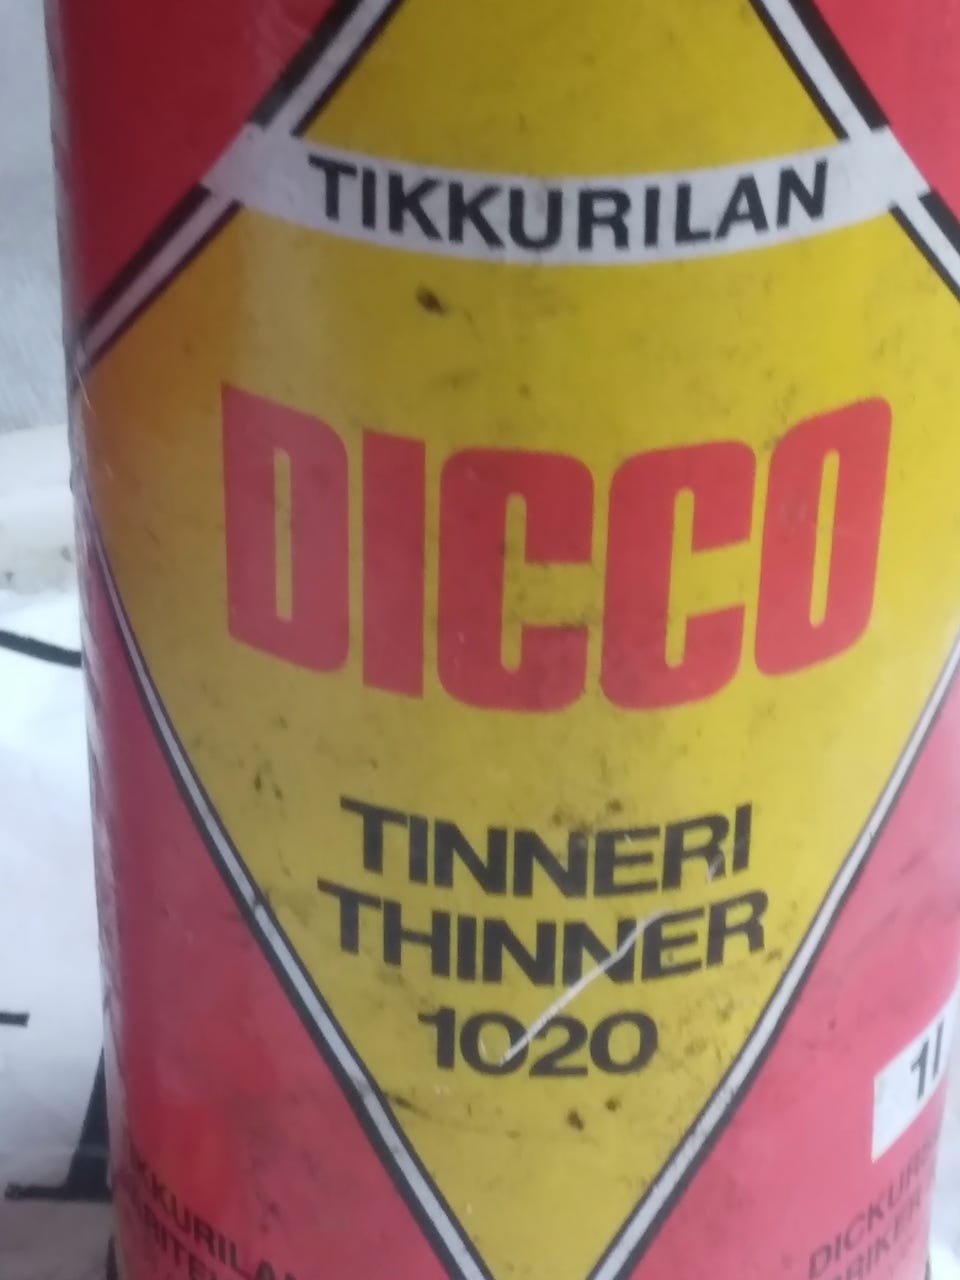 TIKKURILAN
DICCO
TINNERI
THINNER
1020
1l